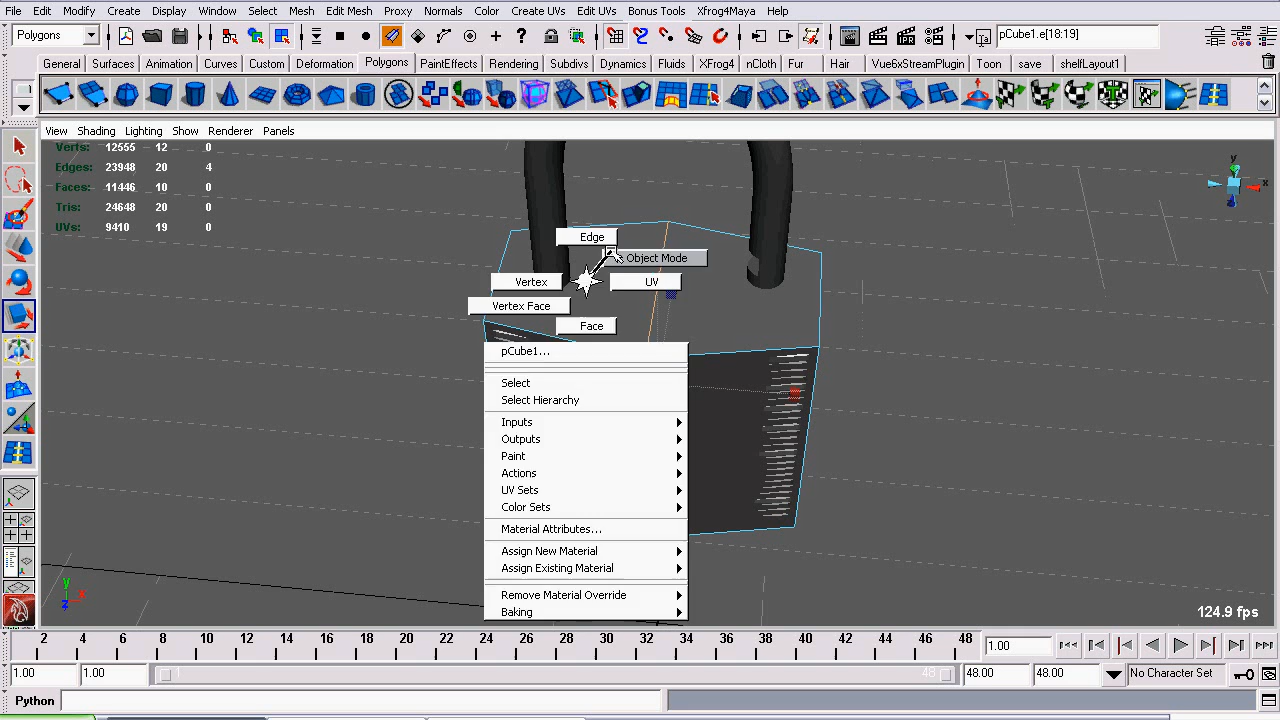 File Edit Modify Create Display Window Select Mesh Edit Mesh Proxy Normals Color Create UVs Edit UVs Bonus Tools Xfrog4Maya Help
Polygons pCube1.e[18:19]
General Surfaces Animation Curves Custom Deformation Polygons PaintEffects Rendering Subdivs Dynamics Fluids XFrog4 nCloth Fur Hair Vue6xStreamPlugin Toon save shelfLayout1
View Shading Lighting Show Renderer Panels
Verts: 12555 12 0
Edges: 23948 20 4
Faces: 11446 10 0
Tris: 24648 20 0
UVs: 9410 19 0
y
x
Edge
Object Mode
Vertex UV
Vertex Face
Face
pCube1...
Select
Select Hierarchy
Inputs
Outputs
Paint
Actions
UV Sets
Color Sets
Material Attributes...
Assign New Material
Assign Existing Material
Remove Material Override
Baking
y
x
z
124.9 fps
2 4 6 8 10 12 14 16 18 20 22 24 26 28 30 32 34 36 38 40 42 44 46 48 1.00
1.00 1.00 1 48 48.00 48.00 No Character Set
Python